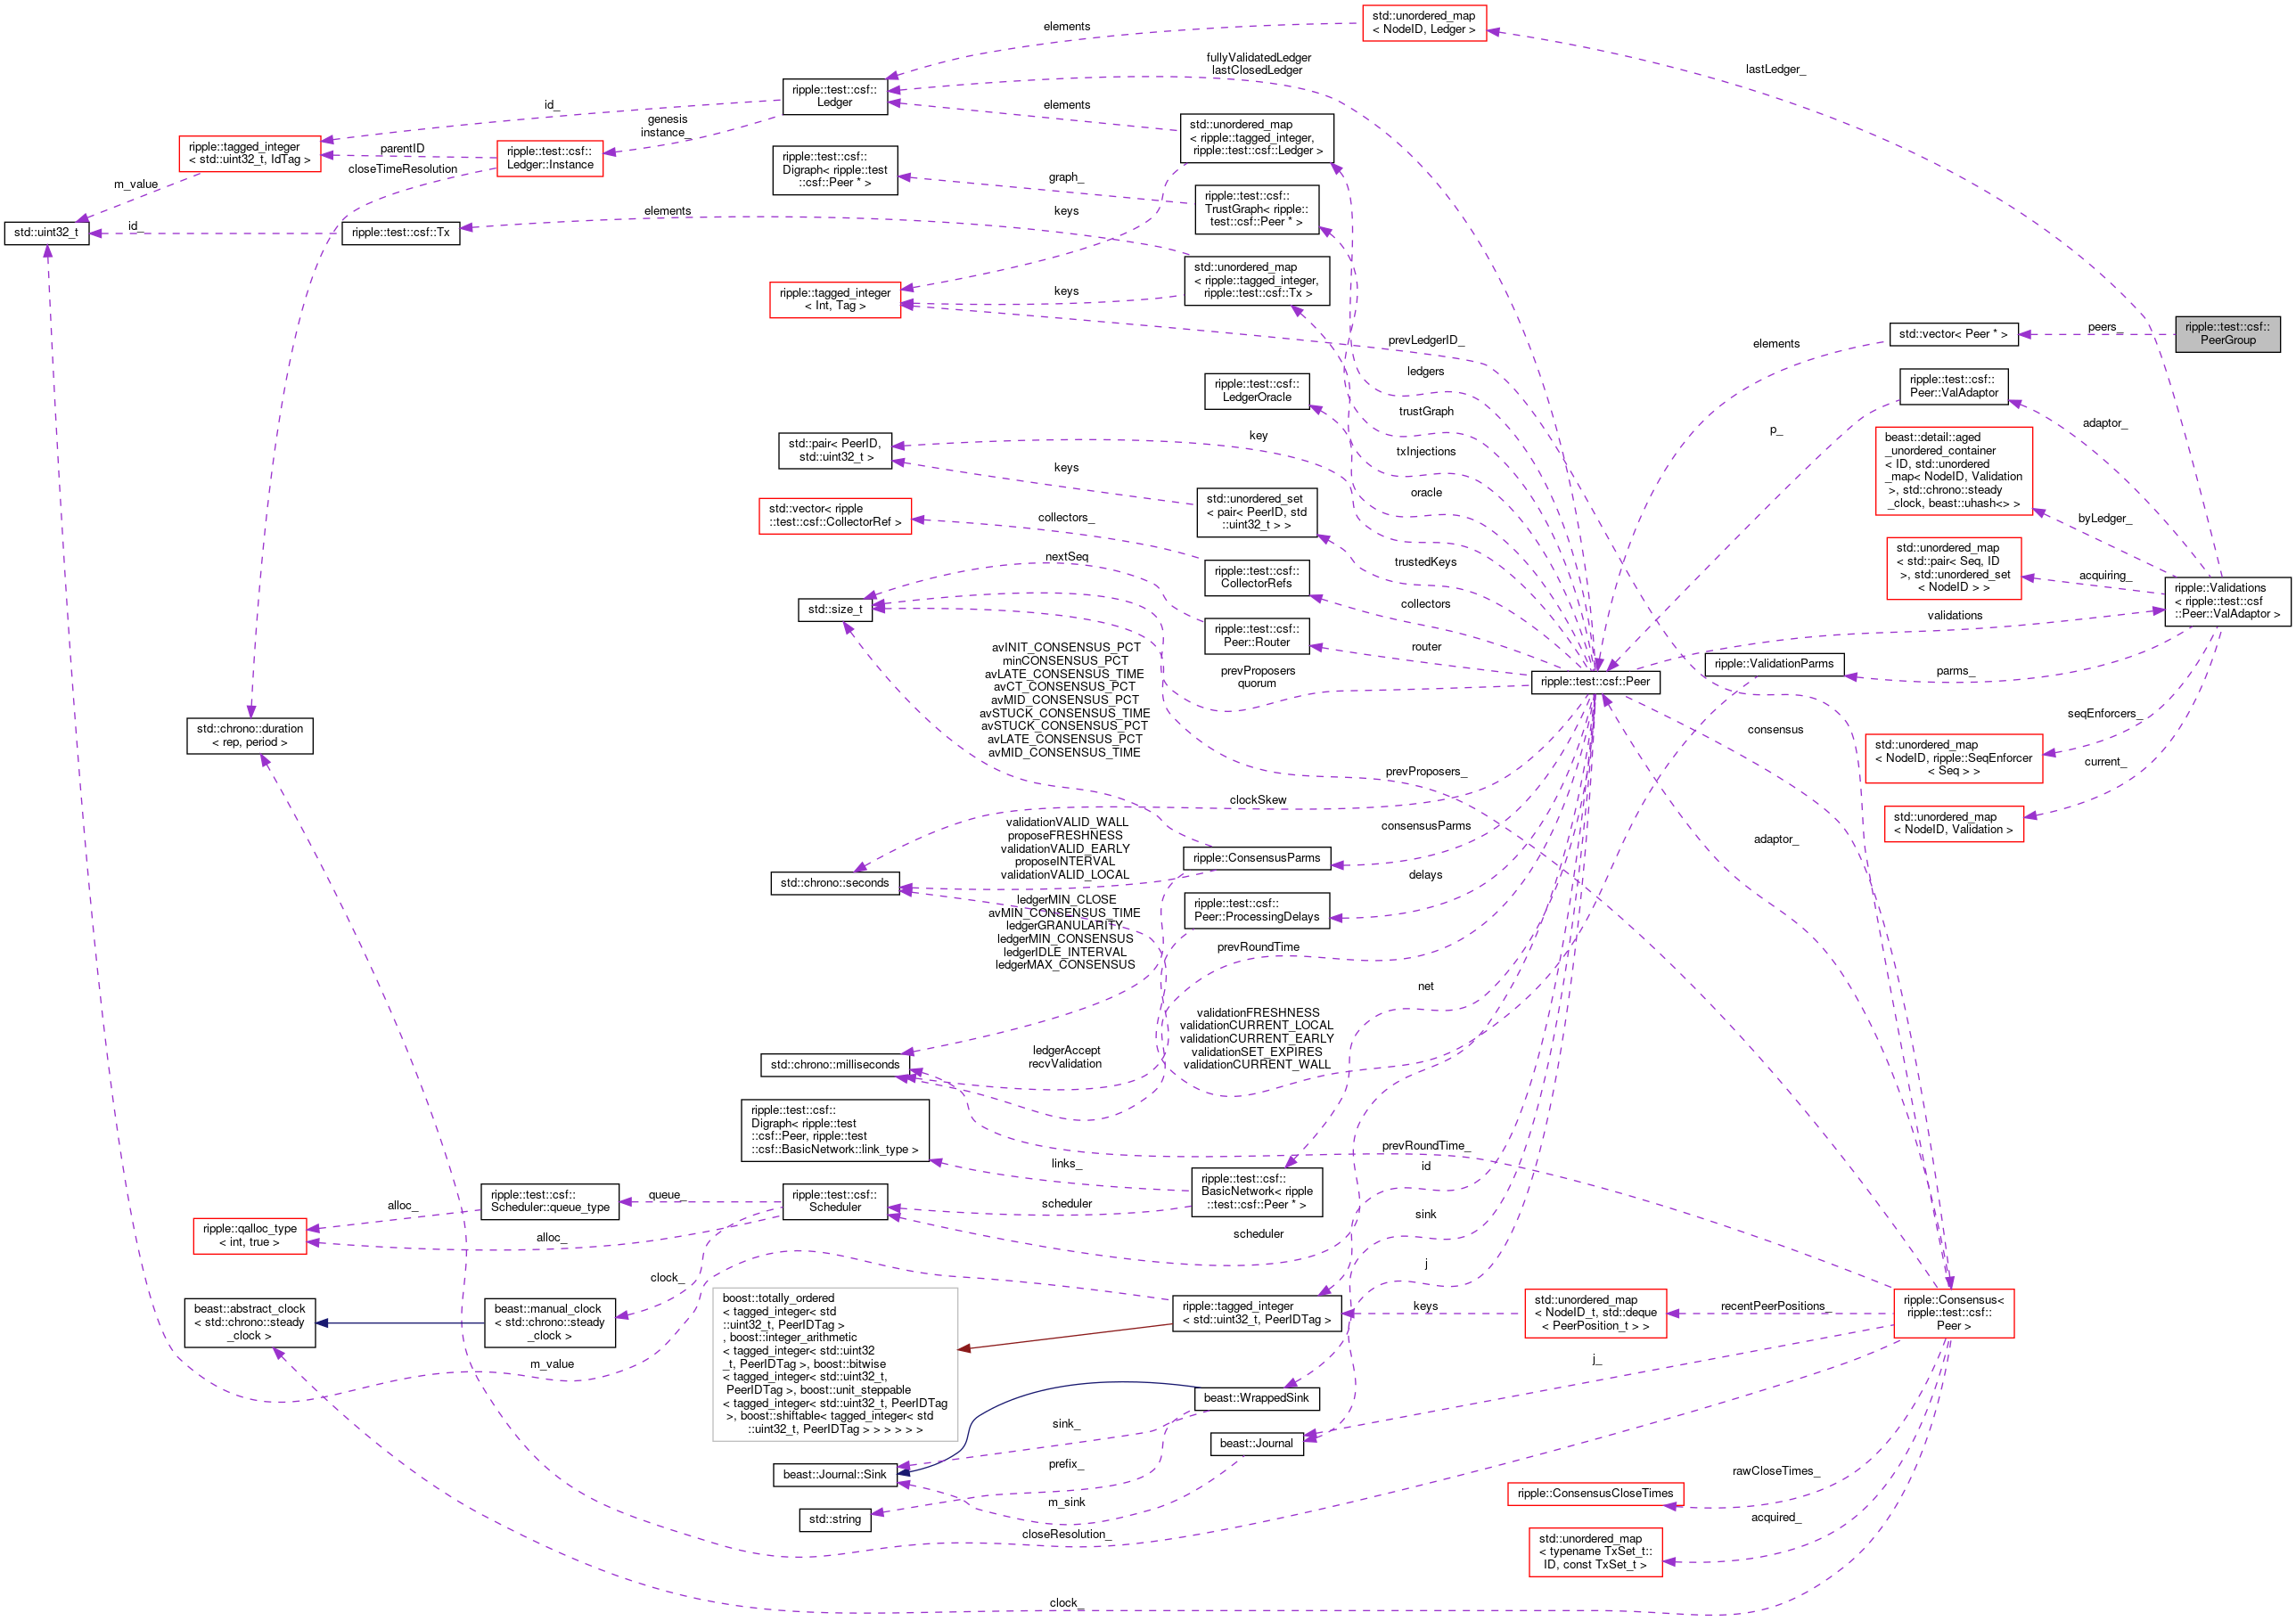 std::unordered_map
< NodeID, Ledger >
elements
lastLedger_
fullyValidatedLedger
lastClosedLedger
ripple::test::csf::
Ledger
elements
id_
genesis
instance_
std::unordered_map
< ripple::tagged_integer,
ripple::test::csf::Ledger >
ripple::tagged_integer
< std::uint32_t, IdTag >
parentID
ripple::test::csf::
Ledger::Instance
ripple::test::csf::
Digraph< ripple::test
::csf::Peer * >
closeTimeResolution
graph_
m_value
ripple::test::csf::
TrustGraph< ripple::
test::csf::Peer * >
elements
keys
std::uint32_t
id_
ripple::test::csf::Tx
std::unordered_map
< ripple::tagged_integer,
ripple::test::csf::Tx >
ripple::tagged_integer
< Int, Tag >
keys
prevLedgerID_
elements
std::vector< Peer * >
peers_
ripple::test::csf::
PeerGroup
ledgers
ripple::test::csf::
LedgerOracle
ripple::test::csf::
Peer::ValAdaptor
trustGraph
adaptor_
p_
key
std::pair< PeerID,
std::uint32_t >
txInjections
beast::detail::aged
_unordered_container
< ID, std::unordered
_map< NodeID, Validation
>, std::chrono::steady
_clock, beast::uhash<> >
keys
oracle
std::unordered_set
< pair< PeerID, std
::uint32_t > >
std::vector< ripple
::test::csf::CollectorRef >
collectors_
byLedger_
nextSeq
trustedKeys
ripple::test::csf::
CollectorRefs
std::unordered_map
< std::pair< Seq, ID
>, std::unordered_set
< NodeID > >
acquiring_
ripple::Validations
< ripple::test::csf
::Peer::ValAdaptor >
std::size_t
collectors
validations
ripple::test::csf::
Peer::Router
router
avINIT_CONSENSUS_PCT
minCONSENSUS_PCT
avLATE_CONSENSUS_TIME
avCT_CONSENSUS_PCT
avMID_CONSENSUS_PCT
avSTUCK_CONSENSUS_TIME
avSTUCK_CONSENSUS_PCT
avLATE_CONSENSUS_PCT
avMID_CONSENSUS_TIME
prevProposers
quorum
ripple::test::csf::Peer
ripple::ValidationParms
parms_
seqEnforcers_
std::chrono::duration
< rep, period >
consensus
std::unordered_map
< NodeID, ripple::SeqEnforcer
< Seq > >
current_
prevProposers_
clockSkew
std::unordered_map
< NodeID, Validation >
validationVALID_WALL
proposeFRESHNESS
validationVALID_EARLY
proposeINTERVAL
validationVALID_LOCAL
consensusParms
adaptor_
ripple::ConsensusParms
std::chrono::seconds
delays
ledgerMIN_CLOSE
avMIN_CONSENSUS_TIME
ledgerGRANULARITY
ledgerMIN_CONSENSUS
ledgerIDLE_INTERVAL
ledgerMAX_CONSENSUS
ripple::test::csf::
Peer::ProcessingDelays
prevRoundTime
net
validationFRESHNESS
validationCURRENT_LOCAL
validationCURRENT_EARLY
validationSET_EXPIRES
validationCURRENT_WALL
std::chrono::milliseconds
ledgerAccept
recvValidation
ripple::test::csf::
Digraph< ripple::test
::csf::Peer, ripple::test
::csf::BasicNetwork::link_type >
prevRoundTime_
links_
id
ripple::test::csf::
BasicNetwork< ripple
::test::csf::Peer * >
ripple::test::csf::
Scheduler::queue_type
queue_
ripple::test::csf::
Scheduler
scheduler
alloc_
sink
ripple::qalloc_type
< int, true >
alloc_
scheduler
j
clock_
beast::abstract_clock
< std::chrono::steady
_clock >
beast::manual_clock
< std::chrono::steady
_clock >
boost::totally_ordered
< tagged_integer< std
::uint32_t, PeerIDTag >
, boost::integer_arithmetic
< tagged_integer< std::uint32
_t, PeerIDTag >, boost::bitwise
< tagged_integer< std::uint32_t,
PeerIDTag >, boost::unit_steppable
< tagged_integer< std::uint32_t, PeerIDTag
>, boost::shiftable< tagged_integer< std
::uint32_t, PeerIDTag > > > > > >
ripple::tagged_integer
< std::uint32_t, PeerIDTag >
keys
std::unordered_map
< NodeID_t, std::deque
< PeerPosition_t > >
recentPeerPositions_
ripple::Consensus<
ripple::test::csf::
Peer >
m_value
j_
beast::WrappedSink
sink_
beast::Journal
prefix_
beast::Journal::Sink
rawCloseTimes_
m_sink
ripple::ConsensusCloseTimes
std::string
acquired_
closeResolution_
std::unordered_map
< typename TxSet_t::
ID, const TxSet_t >
clock_